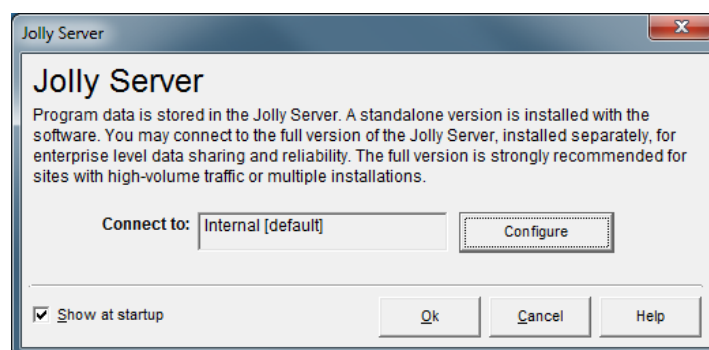 Jolly Server
Jolly Server
Program data is stored in the Jolly Server. A standalone version is installed with the
software. You may connect to the full version of the Jolly Server, installed separately, for
enterprise level data sharing and reliability. The full version is strongly recommended for
sites with high-volume traffic or multiple installations.
Connect to: Internal [default] Configure
Show at startup Ok Cancel Help